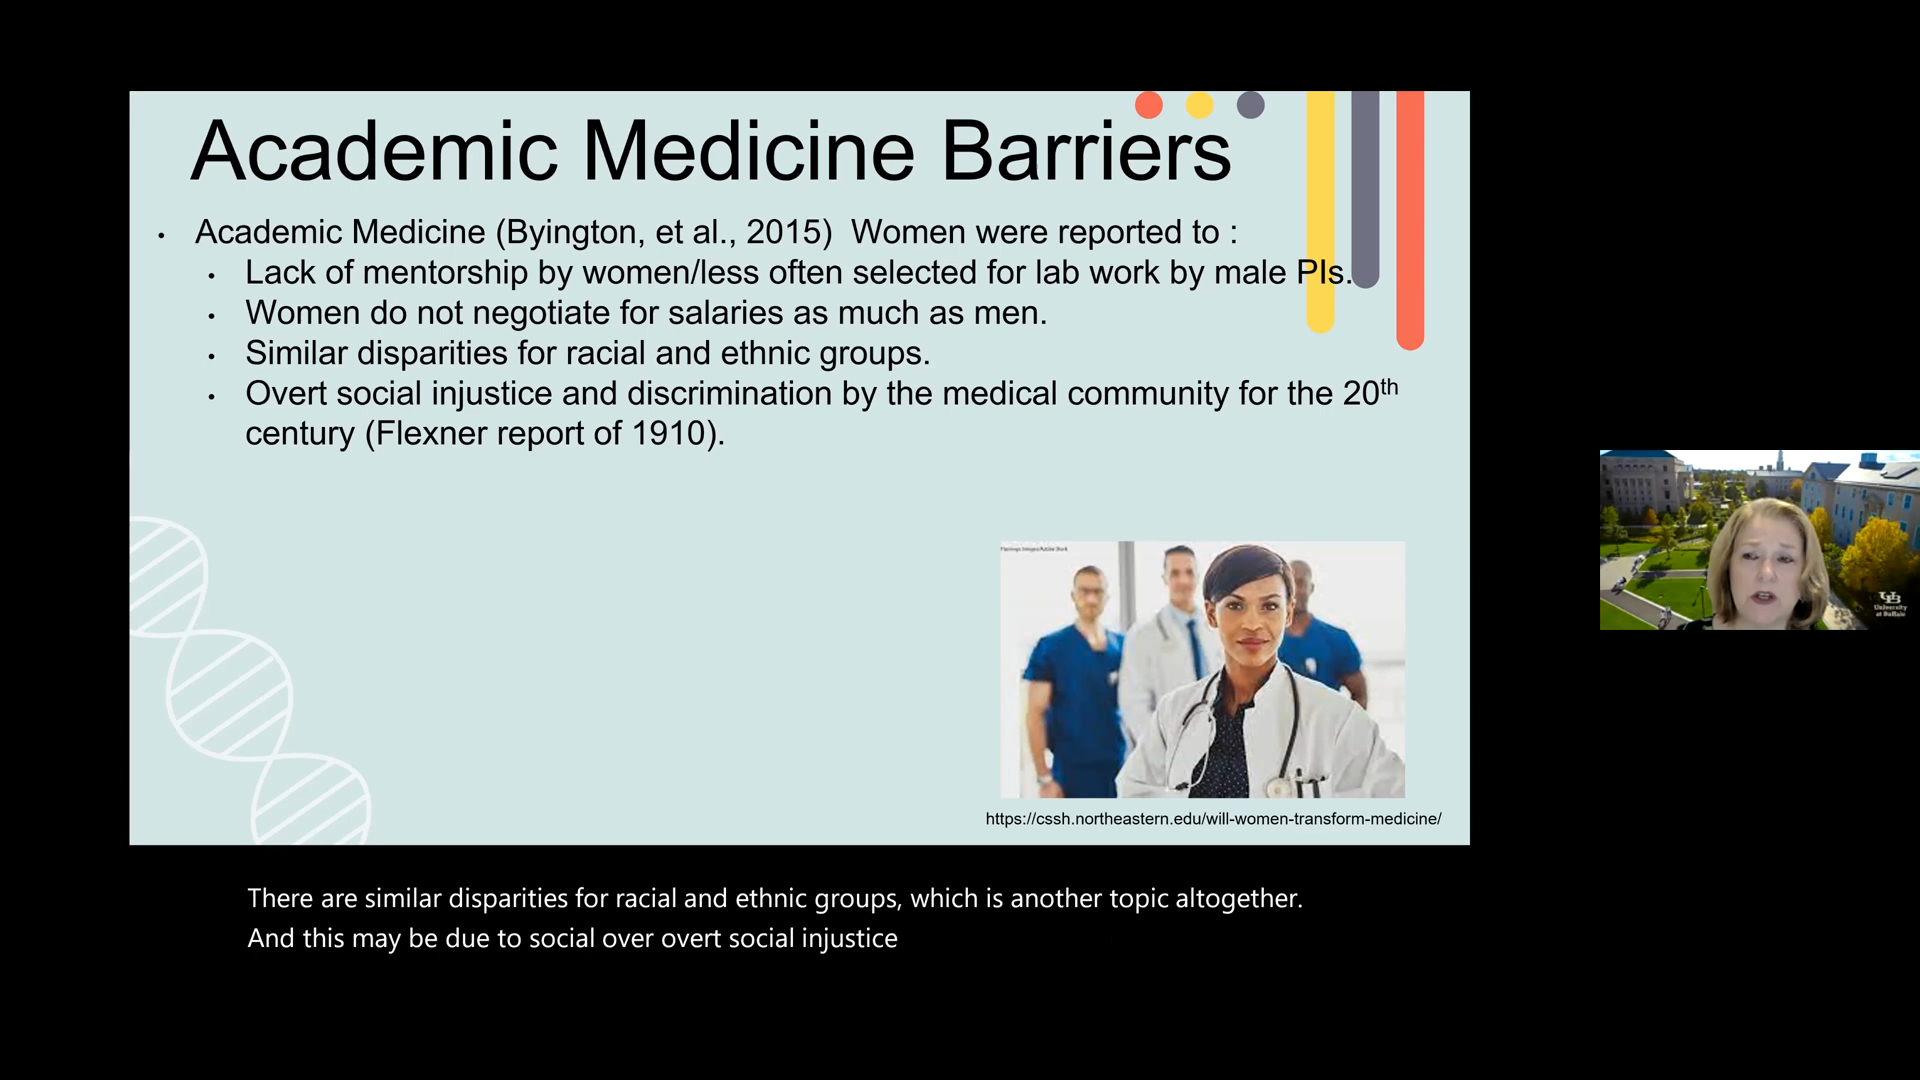 Academic Medicine Barriers
• Academic Medicine (Byington, et al., 2015)  Women were reported to :
• Lack of mentorship by women/less often selected for lab work by male PIs.
• Women do not negotiate for salaries as much as men.
• Similar disparities for racial and ethnic groups.
• Overt social injustice and discrimination by the medical community for the 20th
century (Flexner report of 1910).
https://cssh.northeastern.edu/will-women-transform-medicine/
University
at Buffalo
There are similar disparities for racial and ethnic groups, which is another topic altogether.
And this may be due to social over overt social injustice